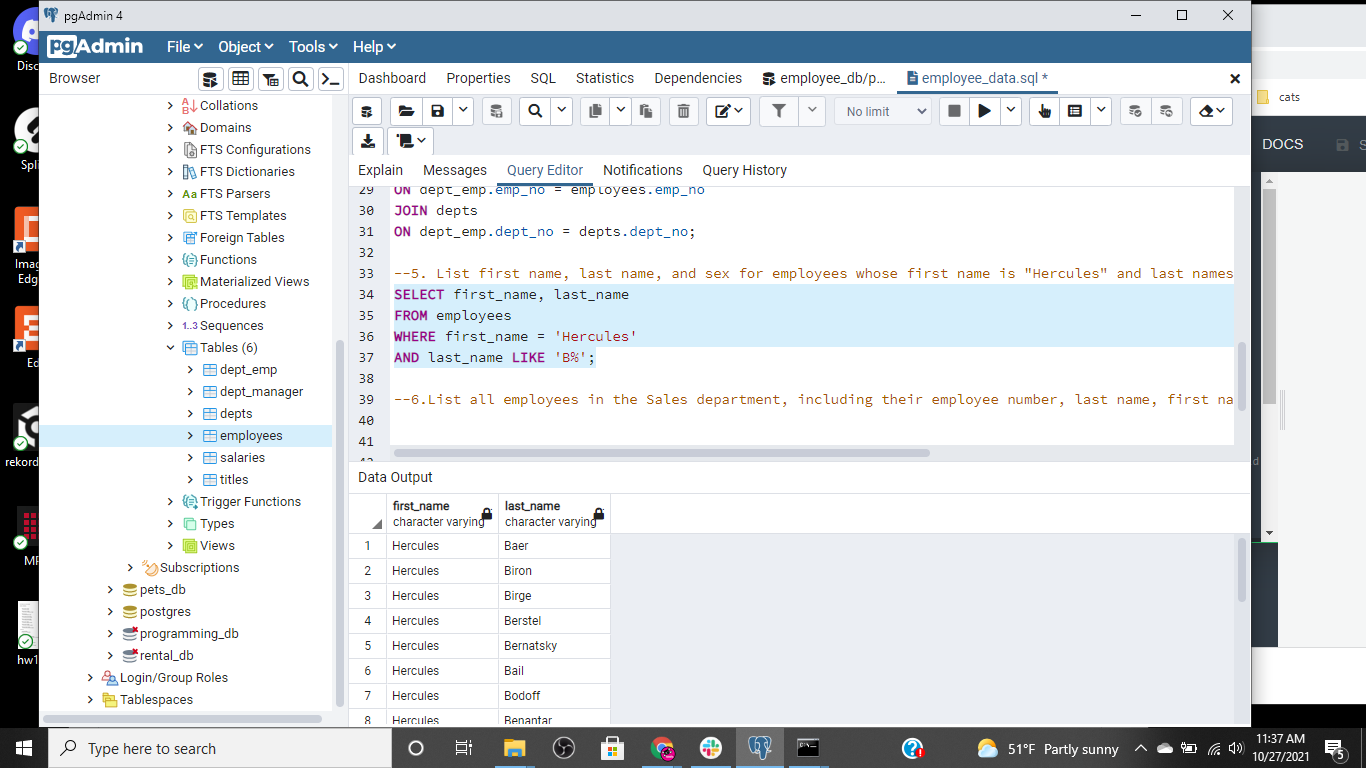 pgAdmin 4
pgAdmin File Object Tools Help
Browser
Dashboard Properties SQL Statistics Dependencies employee_db/p... employee_data.sql *
No limit
Explain Messages Query Editor Notifications Query History
Collations
Domains
FTS Configurations
FTS Dictionaries
Aa FTS Parsers
FTS Templates
Foreign Tables
Functions
Materialized Views
Procedures
1..3 Sequences
Tables (6)
dept_emp
dept_manager
depts
employees
salaries
titles
Trigger Functions
Types
Views
Subscriptions
pets_db
postgres
programming_db
rental_db
Login/Group Roles
Tablespaces
29 ON dept_emp.emp_no = employees.emp_no
30 JOIN depts
31 ON dept_emp.dept_no = depts.dept_no;
32
33 --5. List first name, last name, and sex for employees whose first name is "Hercules" and last names
34 SELECT first_name, last_name
35 FROM employees
36 WHERE first_name = 'Hercules'
37 AND last_name LIKE 'B%';
38
39 --6.List all employees in the Sales department, including their employee number, last name, first na
40
41
Data Output
first_name last_name
character varying character varying
1 Hercules Baer
2 Hercules Biron
3 Hercules Birge
4 Hercules Berstel
5 Hercules Bernatsky
6 Hercules Bail
7 Hercules Bodoff
8 Hercules Benantar
Disc
Spli
Imag
Edg
Ed
rekord
MP
hw1
cats
DOCS
S
d
Type here to search
51°F Partly sunny
11:37 AM
10/27/2021
5